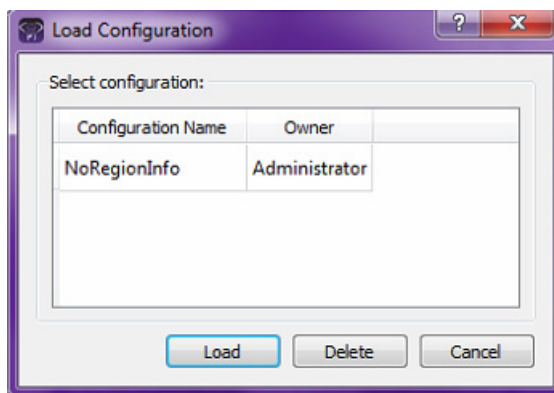 Load Configuration
Select configuration:
Configuration Name Owner
NoRegionInfo Administrator
Load Delete Cancel